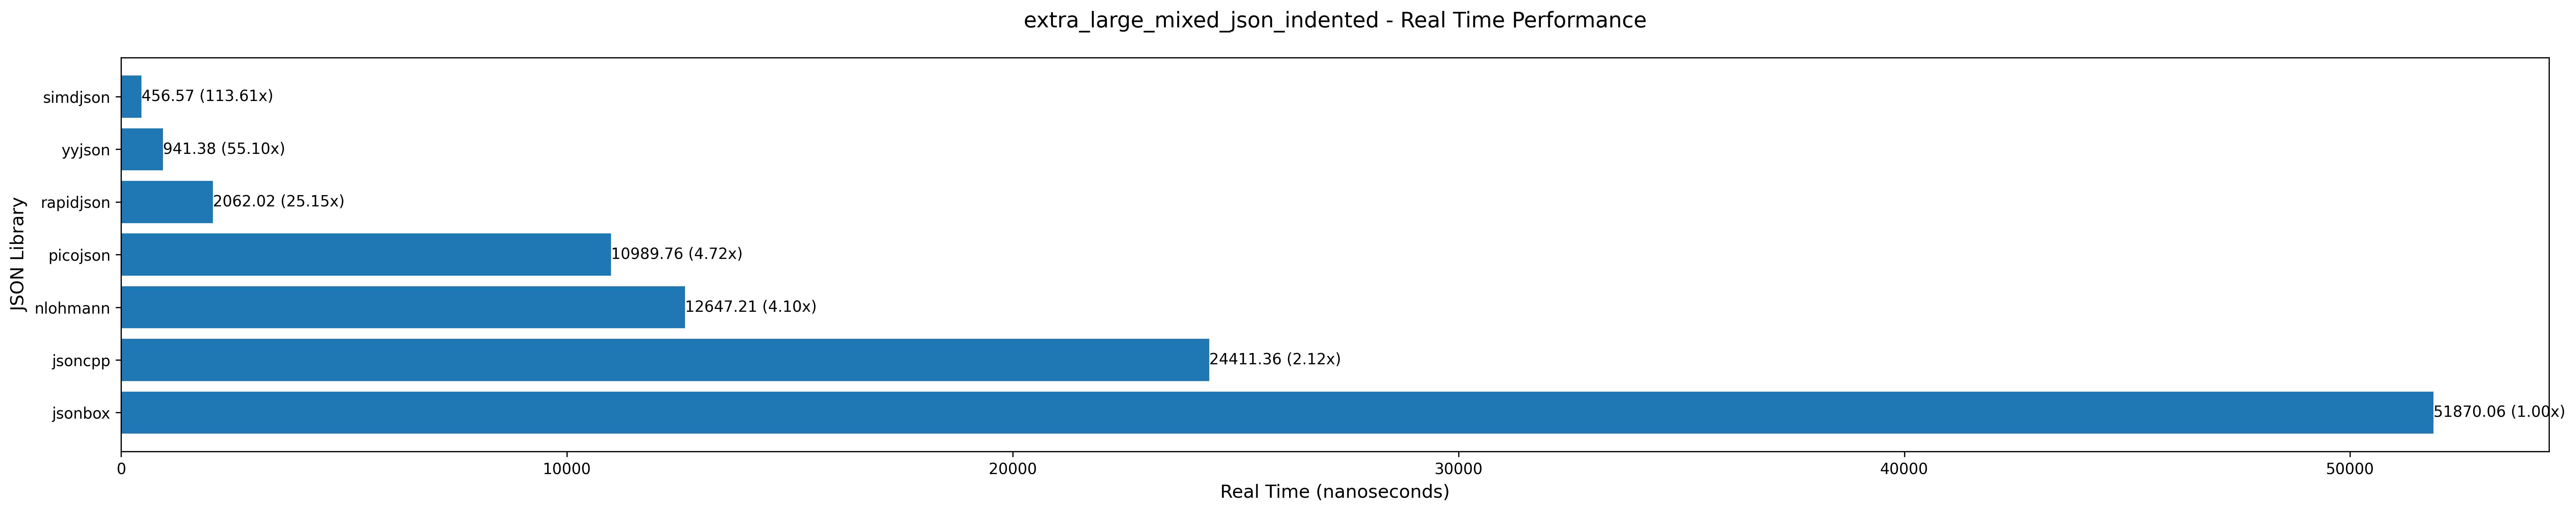 extra_large_mixed_json_indented - Real Time Performance
JSON Library
simdjson 456.57 (113.61x)
yyjson 941.38 (55.10x)
rapidjson 2062.02 (25.15x)
picojson 10989.76 (4.72x)
nlohmann 12647.21 (4.10x)
jsoncpp 24411.36 (2.12x)
jsonbox 51870.06 (1.00x)
0 10000 20000 30000 40000 50000
Real Time (nanoseconds)